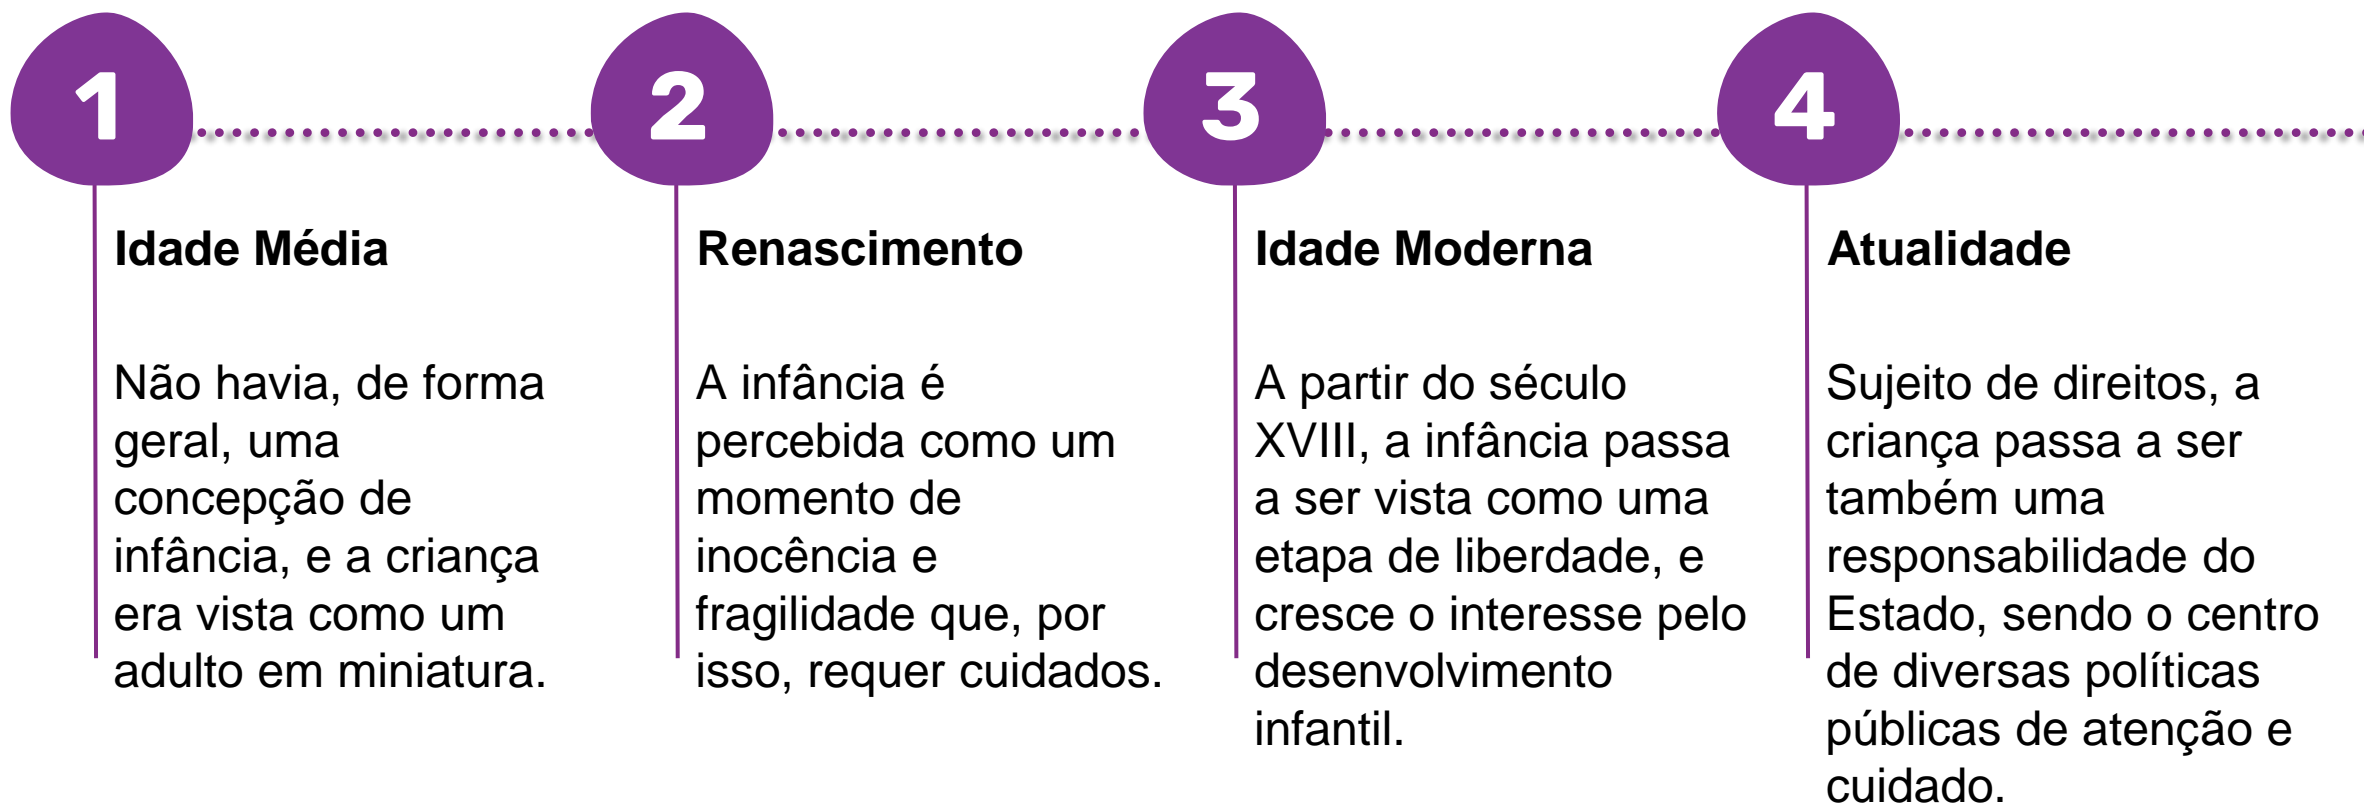 1
Idade Média
Não havia, de forma
geral, uma
concepção de
infância, e a criança
era vista como um
adulto em miniatura.
2
Renascimento
A infância é
percebida como um
momento de
inocência e
fragilidade que, por
isso, requer cuidados.
3
Idade Moderna
A partir do século
XVIII, a infância passa
a ser vista como uma
etapa de liberdade, e
cresce o interesse pelo
desenvolvimento
infantil.
4
Atualidade
Sujeito de direitos, a
criança passa a ser
também uma
responsabilidade do
Estado, sendo o centro
de diversas políticas
públicas de atenção e
cuidado.